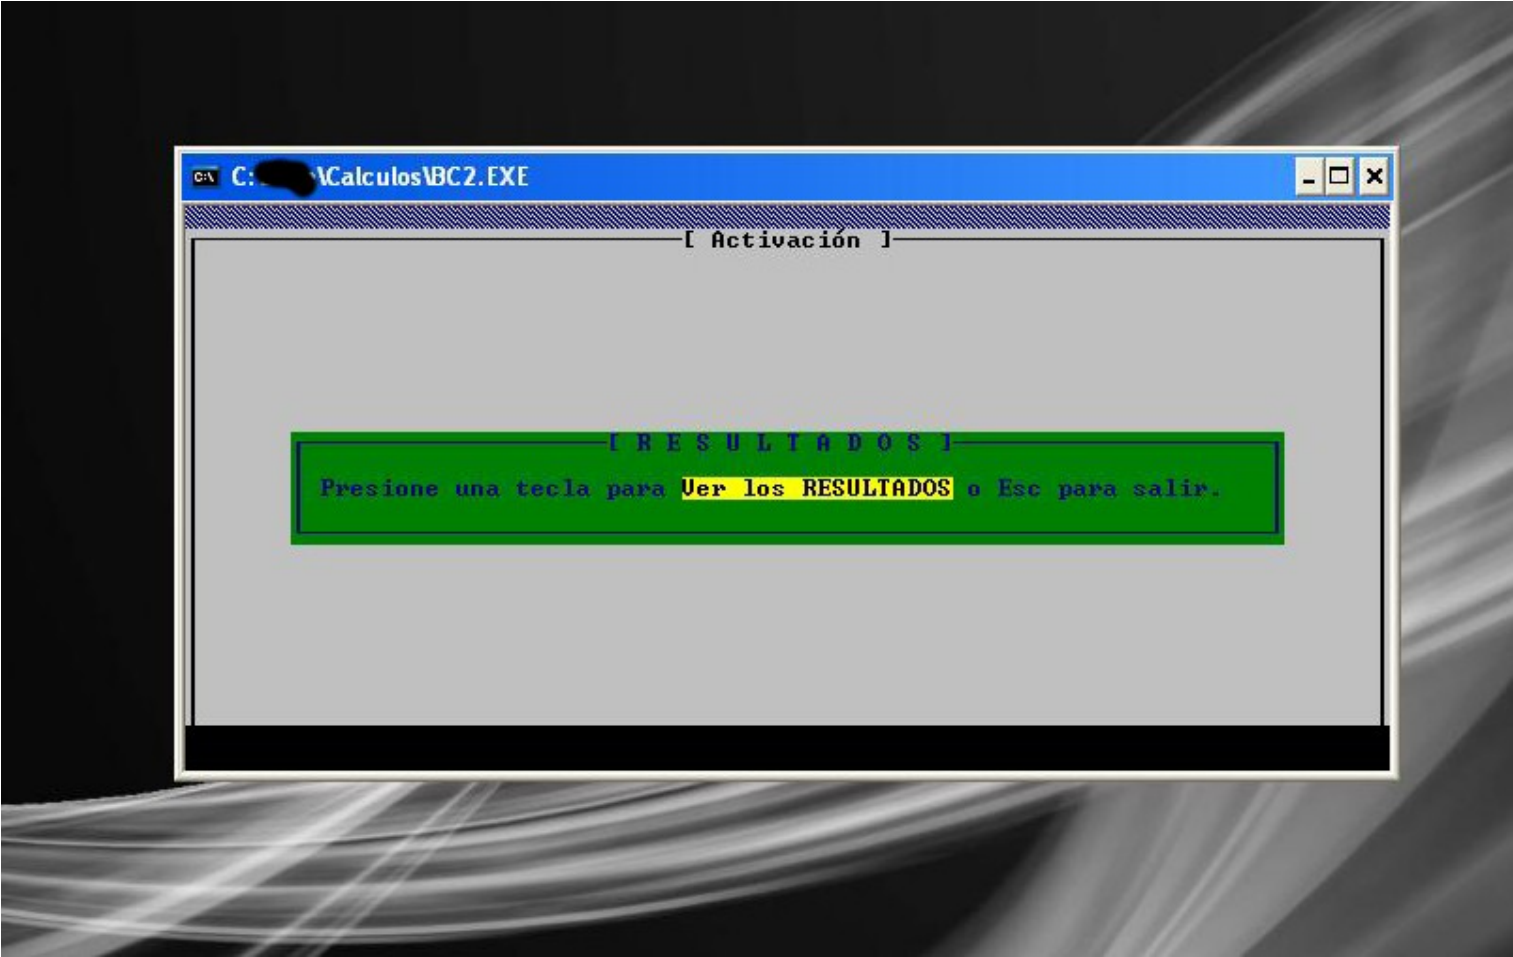 C:\Calculos\BC2.EXE
[ Activación ]
[ R E S U L T A D O S ]
Presione una tecla para Ver los RESULTADOS o Esc para salir.